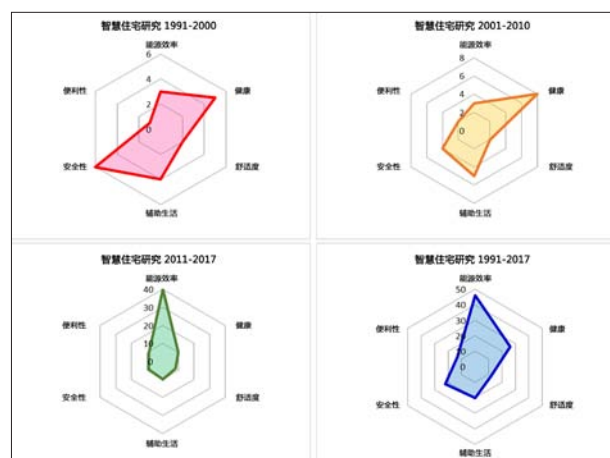 智慧住宅研究 1991-2000
能源效率
6
4
2
0
健康
舒适度
辅助生活
安全性
便利性
智慧住宅研究 2001-2010
能源效率
8
6
4
2
0
健康
舒适度
辅助生活
安全性
便利性
智慧住宅研究 2011-2017
能源效率
40
30
20
10
0
健康
舒适度
辅助生活
安全性
便利性
智慧住宅研究 1991-2017
能源效率
50
40
30
20
10
0
健康
舒适度
辅助生活
安全性
便利性